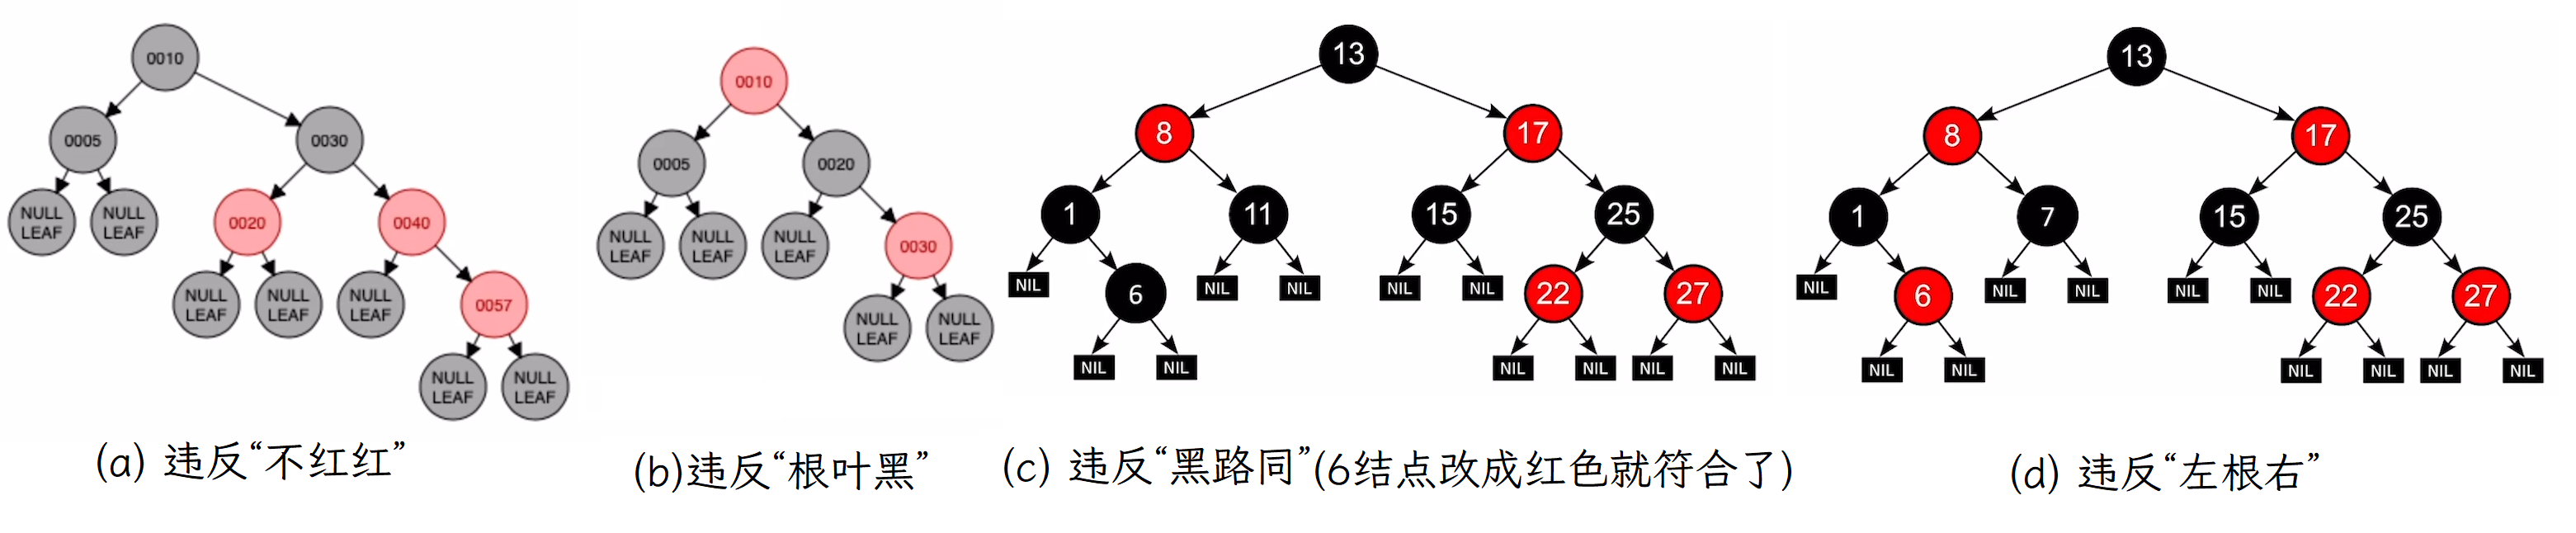 0010
0005
0030
NULL
LEAF
NULL
LEAF
0020
0040
NULL
LEAF
NULL
LEAF
NULL
LEAF
0057
NULL
LEAF
NULL
LEAF
(a) 违反“不红红”
0010
0005
0020
NULL
LEAF
NULL
LEAF
NULL
LEAF
0030
NULL
LEAF
NULL
LEAF
(b)违反“根叶黑”
13
8 17
1 11 15 25
NIL 6 NIL NIL NIL NIL 22 27
NIL NIL NIL NIL NIL NIL
(c) 违反“黑路同”(6结点改成红色就符合了)
13
8 17
1 7 15 25
NIL 6 NIL NIL NIL NIL 22 27
NIL NIL NIL NIL NIL NIL
(d) 违反“左根右”